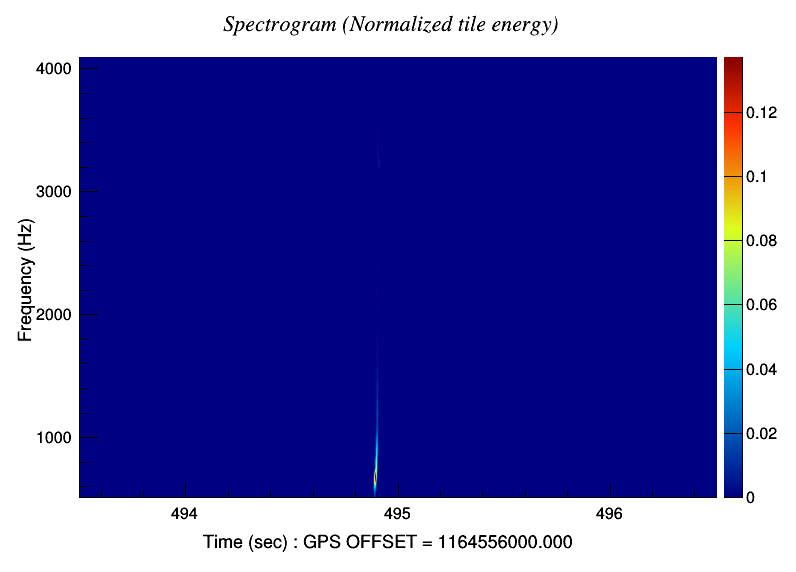 Spectrogram (Normalized tile energy)
4000
3000
2000
1000
Frequency (Hz)
494 495 496
Time (sec) : GPS OFFSET = 1164556000.000
0.12
0.1
0.08
0.06
0.04
0.02
0